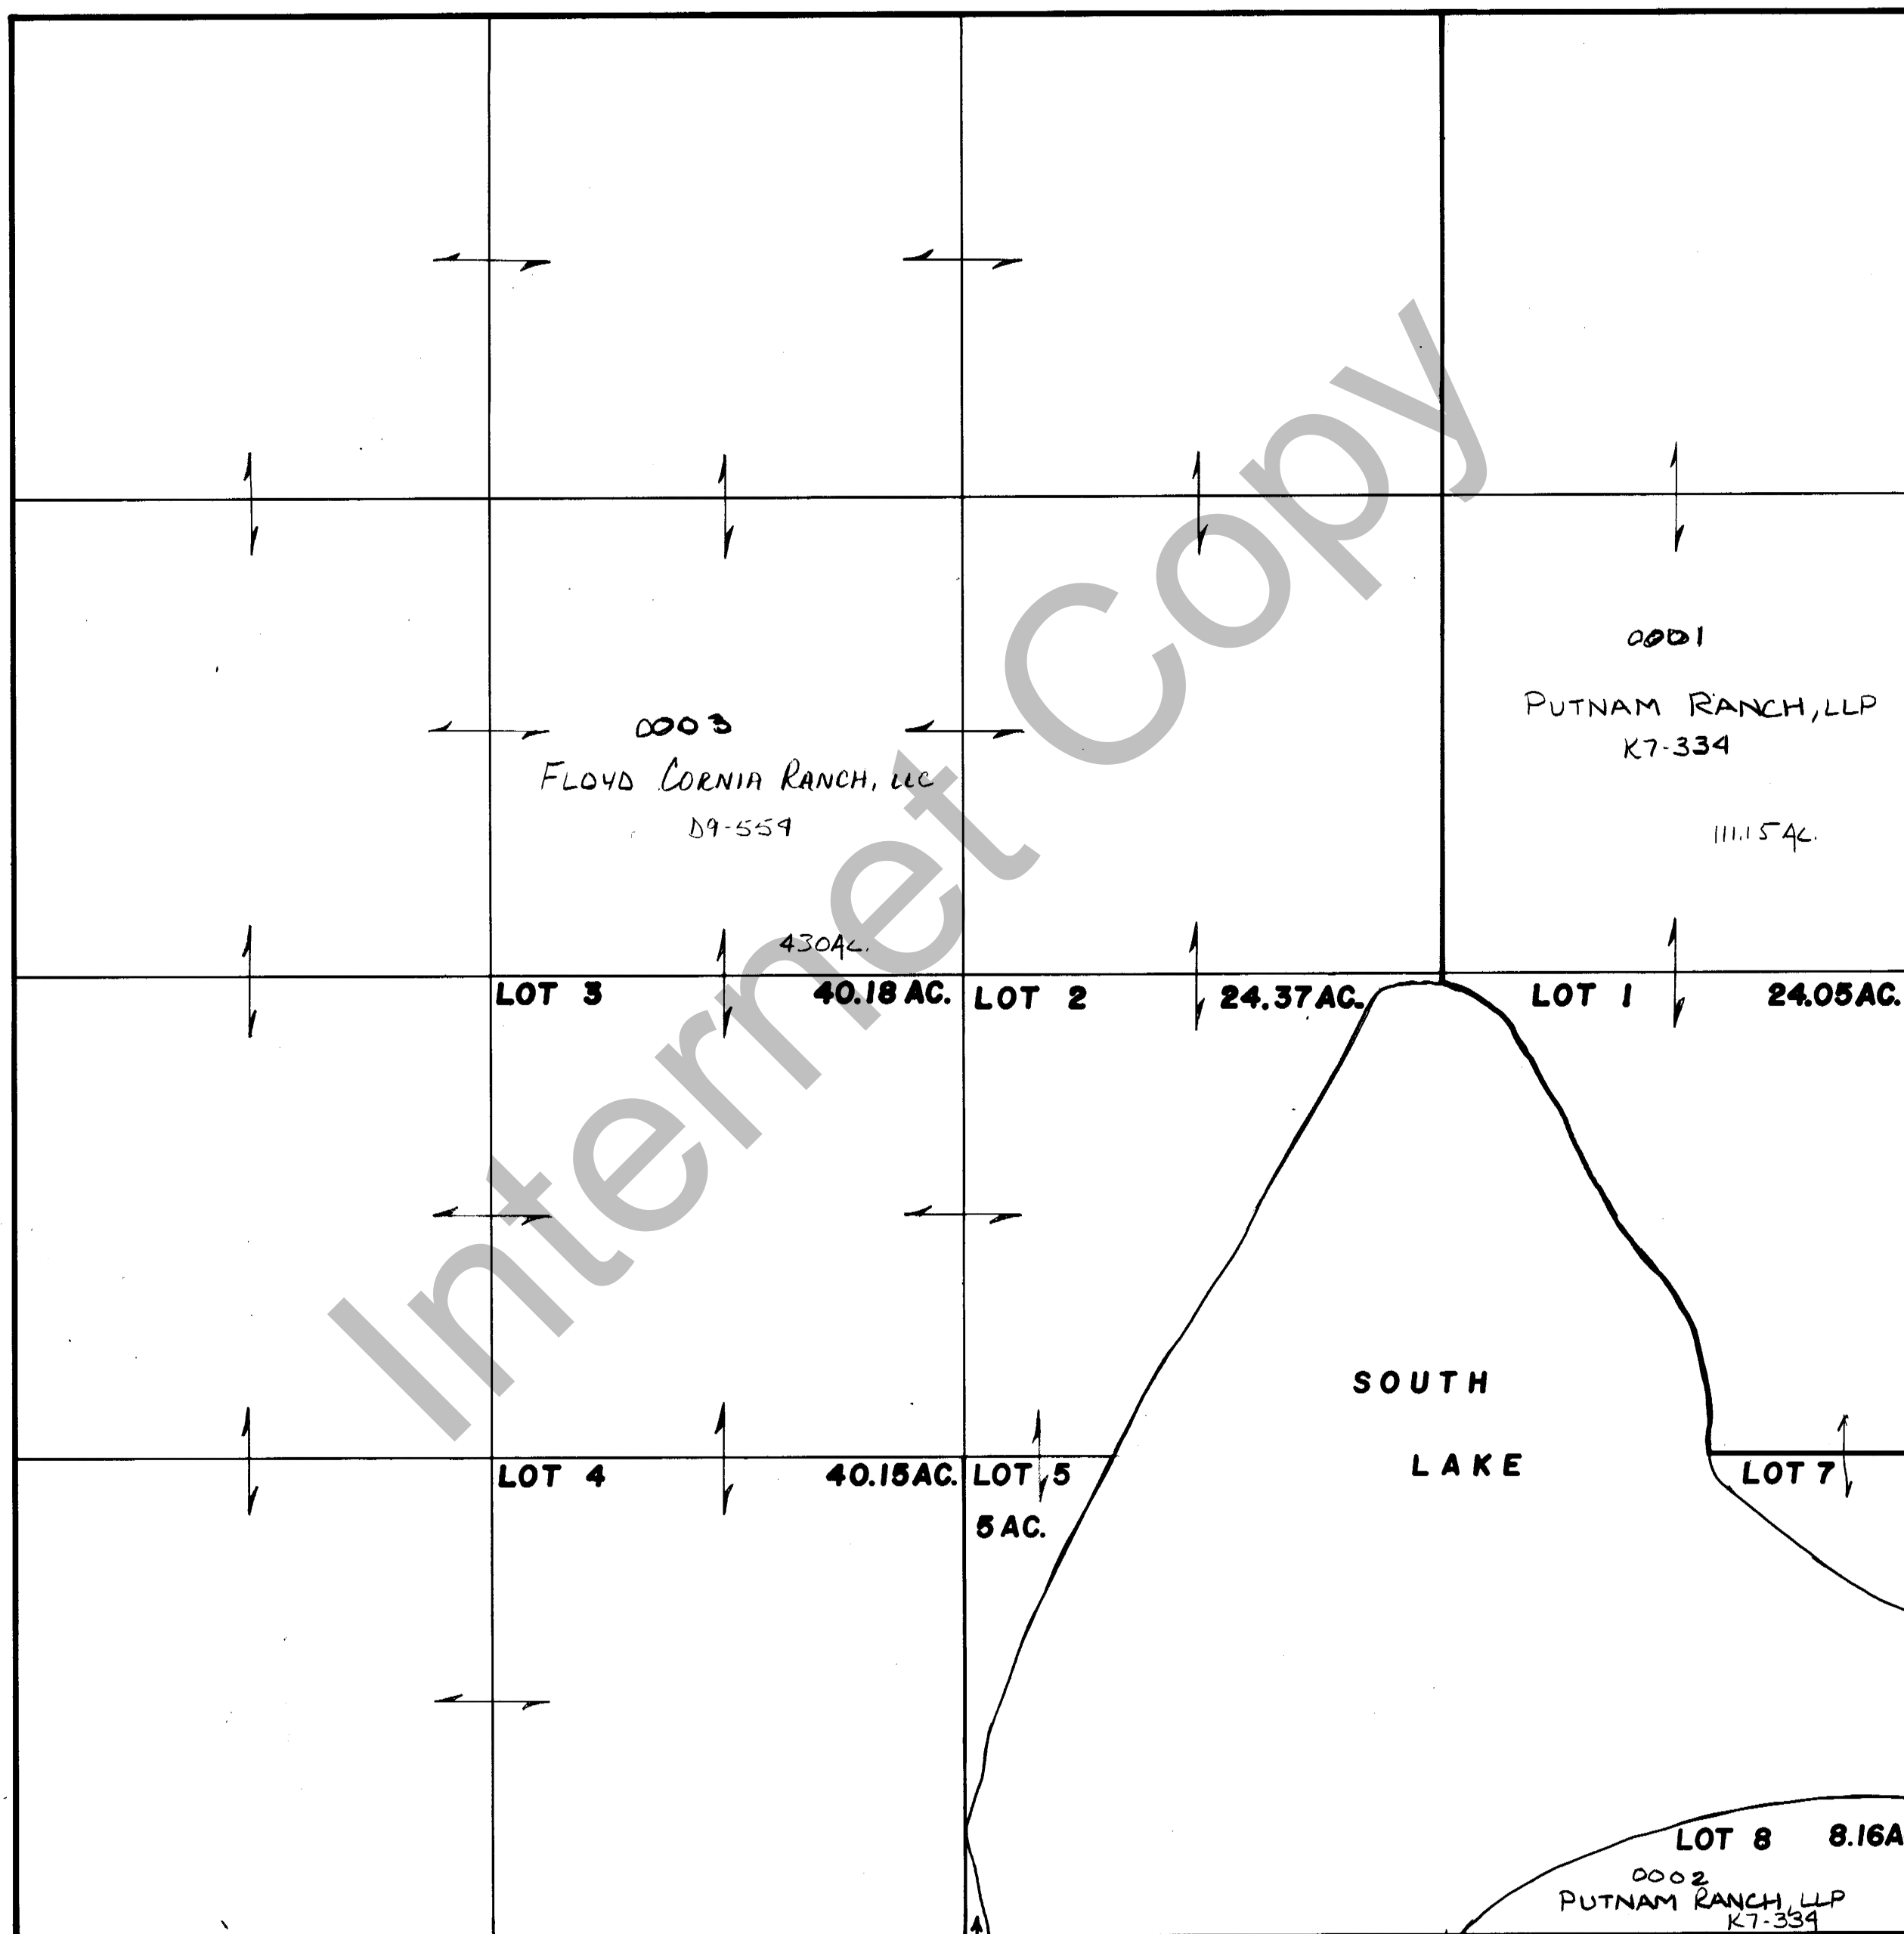 0001
PUTNAM RANCH, LLP
K7-334
111.15 AC.
0003
FLOYD CORNIA RANCH, LLC
D9-554
430 AC.
LOT 3 40.18 AC.
LOT 2 24.37 AC.
LOT 1 24.05 AC.
SOUTH
LAKE
LOT 4 40.15 AC.
LOT 5
5 AC.
LOT 7
LOT 8 8.16 A
0002
PUTNAM RANCH, LLP
K7-334
Internet Copy